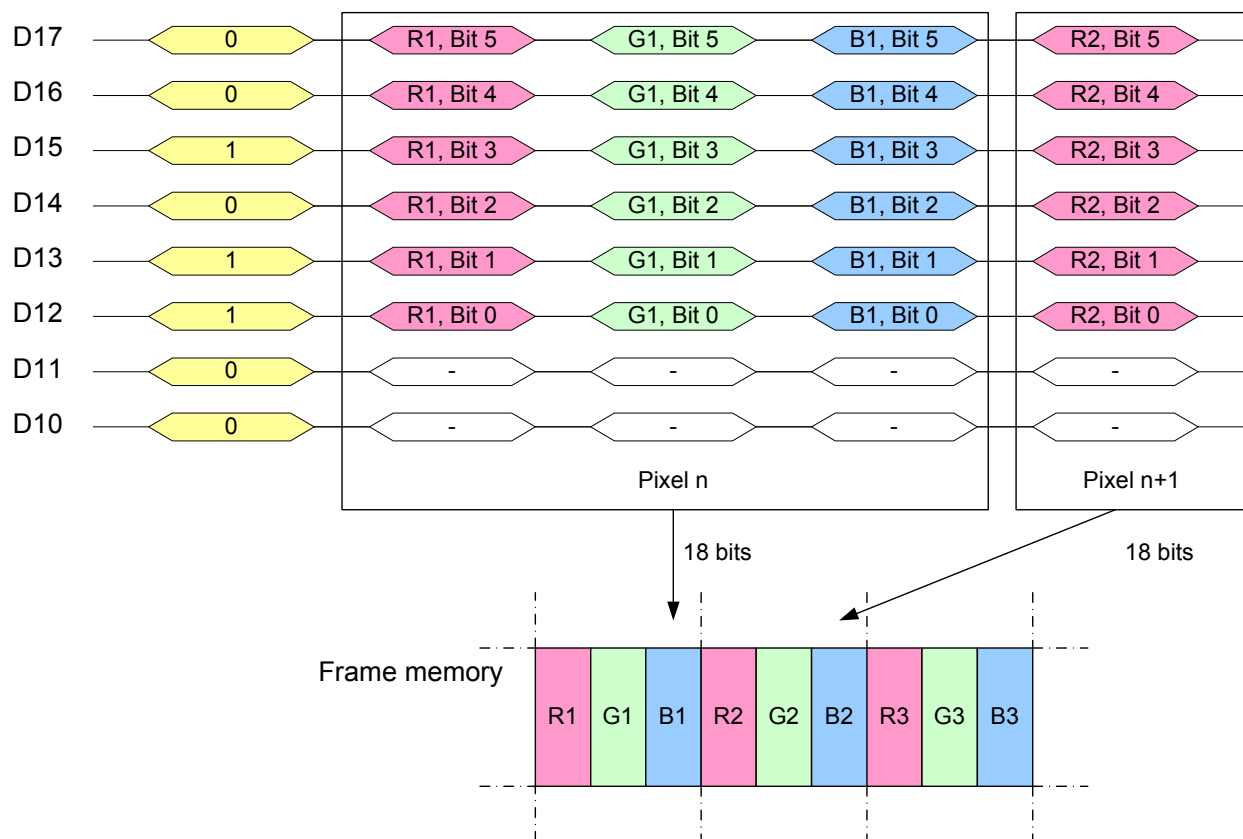 D17 0 R1, Bit 5 G1, Bit 5 B1, Bit 5 R2, Bit 5
D16 0 R1, Bit 4 G1, Bit 4 B1, Bit 4 R2, Bit 4
D15 1 R1, Bit 3 G1, Bit 3 B1, Bit 3 R2, Bit 3
D14 0 R1, Bit 2 G1, Bit 2 B1, Bit 2 R2, Bit 2
D13 1 R1, Bit 1 G1, Bit 1 B1, Bit 1 R2, Bit 1
D12 1 R1, Bit 0 G1, Bit 0 B1, Bit 0 R2, Bit 0
D11 0 - - - -
D10 0 - - - -
Pixel n Pixel n+1
18 bits 18 bits
Frame memory
R1 G1 B1 R2 G2 B2 R3 G3 B3